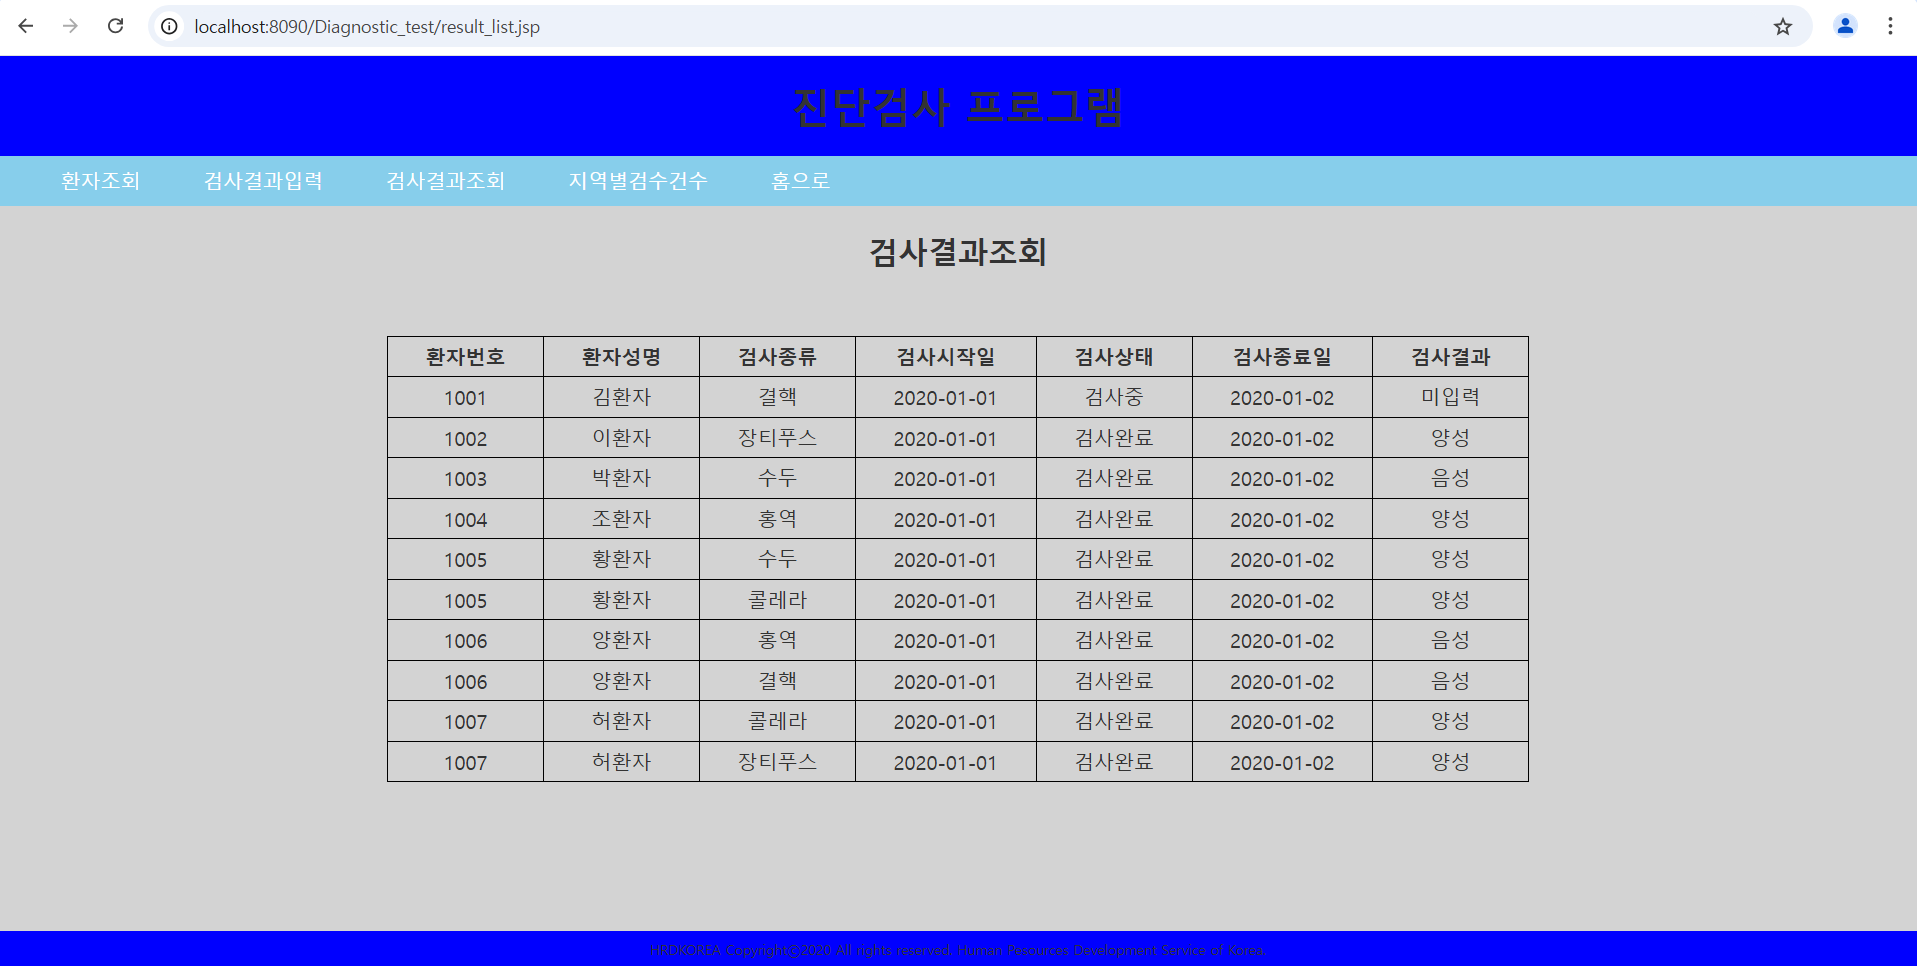 localhost:8090/Diagnostic_test/result_list.jsp
진단검사 프로그램
환자조회 검사결과입력 검사결과조회 지역별검수건수 홈으로
검사결과조회
환자번호 환자성명 검사종류 검사시작일 검사상태 검사종료일 검사결과
1001 김환자 결핵 2020-01-01 검사중 2020-01-02 미입력
1002 이환자 장티푸스 2020-01-01 검사완료 2020-01-02 양성
1003 박환자 수두 2020-01-01 검사완료 2020-01-02 음성
1004 조환자 홍역 2020-01-01 검사완료 2020-01-02 양성
1005 황환자 수두 2020-01-01 검사완료 2020-01-02 양성
1005 황환자 콜레라 2020-01-01 검사완료 2020-01-02 양성
1006 양환자 홍역 2020-01-01 검사완료 2020-01-02 음성
1006 양환자 결핵 2020-01-01 검사완료 2020-01-02 음성
1007 허환자 콜레라 2020-01-01 검사완료 2020-01-02 양성
1007 허환자 장티푸스 2020-01-01 검사완료 2020-01-02 양성
HRDKOREA Copyrightⓒ2020 All rights reserved. Human Pesources Development Service of Korea.